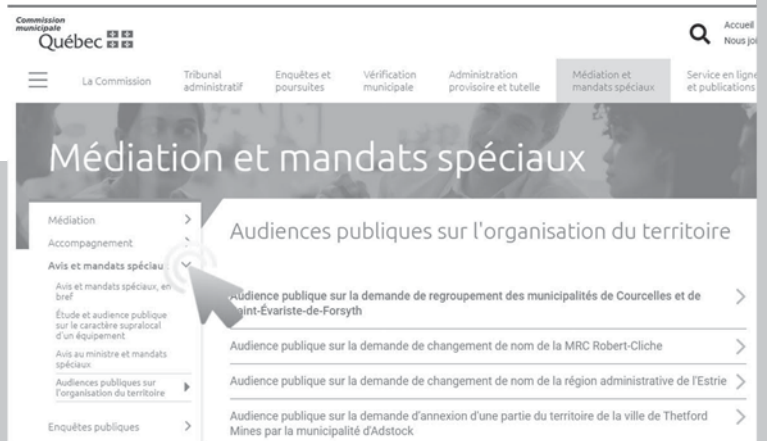 Commission
municipale
Québec
Accueil
Nous
La Commission
Tribunal
administratif
Enquêtes et
poursuites
Vérification
municipale
Administration
provisoire et tutelle
Médiation et
mandats spéciaux
Service en ligne
et publications
Médiation et mandats spéciaux
Médiation
Accompagnement
Avis et mandats spéciau
Avis et mandats spéciaux, en
bref
Étude et audience publique
sur le caractère supralocal
d'un équipement
Avis au ministre et mandats
spéciaux
Audiences publiques sur
l'organisation du territoire
Enquêtes publiques
Audiences publiques sur l'organisation du territoire
Audience publique sur la demande de regroupement des municipalités de Courcelles et de
Saint-Évariste-de-Forsyth
Audience publique sur la demande de changement de nom de la MRC Robert-Cliche
Audience publique sur la demande de changement de nom de la région administrative de l'Estrie
Audience publique sur la demande d'annexion d'une partie du territoire de la ville de Thetford
Mines par la municipalité d'Adstock